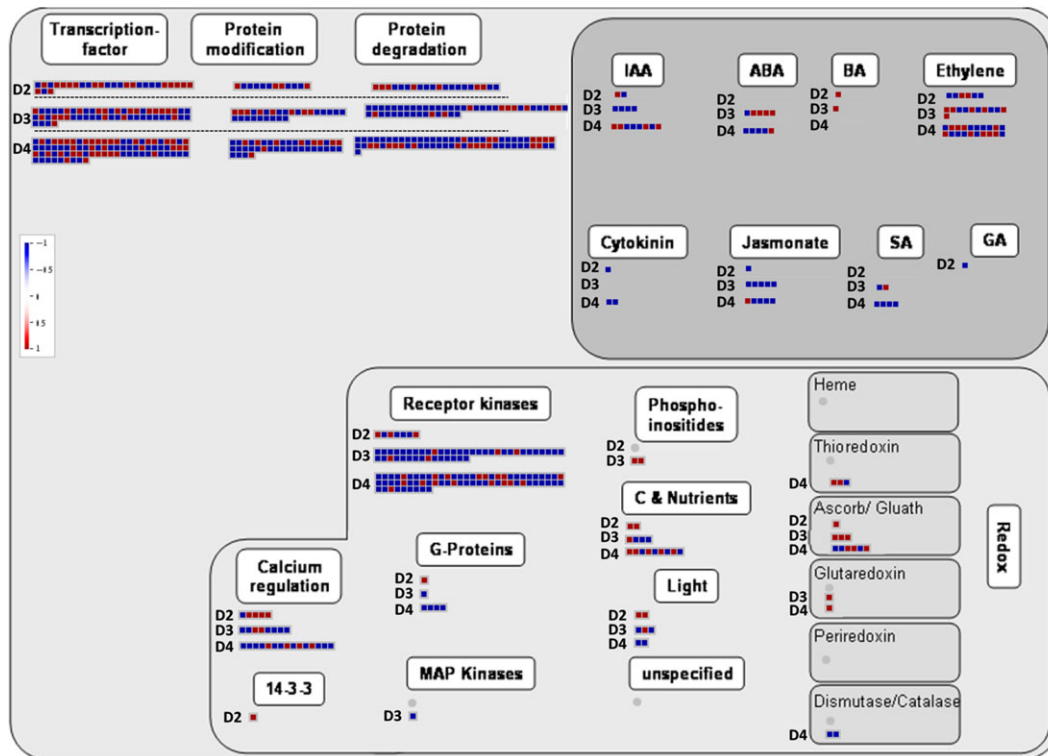 Transcription-
factor
Protein
modification
Protein
degradation
D2
D3
D4
IAA
D2
D3
D4
ABA
D2
D3
D4
BA
D2
D3
D4
Ethylene
D2
D3
D4
Cytokinin
D2
D3
D4
Jasmonate
D2
D3
D4
SA
D2
D3
D4
GA
D2
Receptor kinases
D2
D3
D4
Phospho-
inositides
D2
D3
C & Nutrients
D2
D3
D4
G-Proteins
D2
D3
D4
Light
D2
D3
D4
Calcium
regulation
D2
D3
D4
14-3-3
D2
MAP Kinases
D3
unspecified
Heme
Thioredoxin
D4
Ascorb/ Gluath
D2
D3
D4
Glutaredoxin
D3
D4
Periredoxin
Dismutase/Catalase
D4
Redox